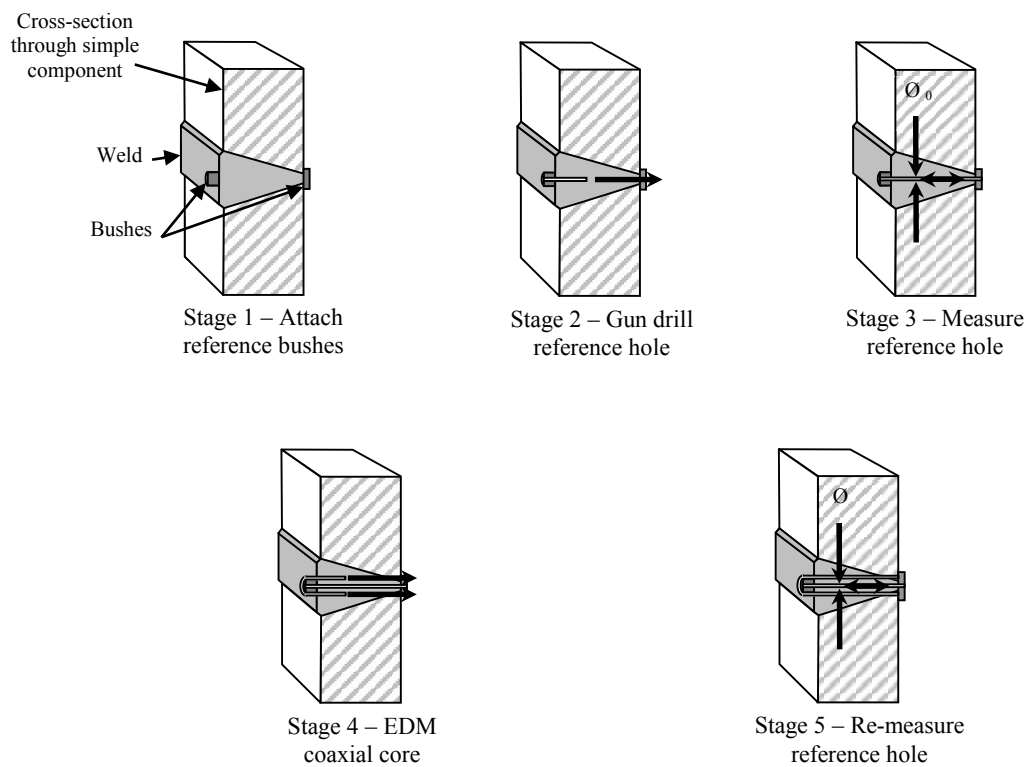 Cross-section
through simple
component
Weld
Bushes
Stage 1 – Attach
reference bushes
Stage 2 – Gun drill
reference hole
Ø 0
Stage 3 – Measure
reference hole
Stage 4 – EDM
coaxial core
Ø
Stage 5 – Re-measure
reference hole